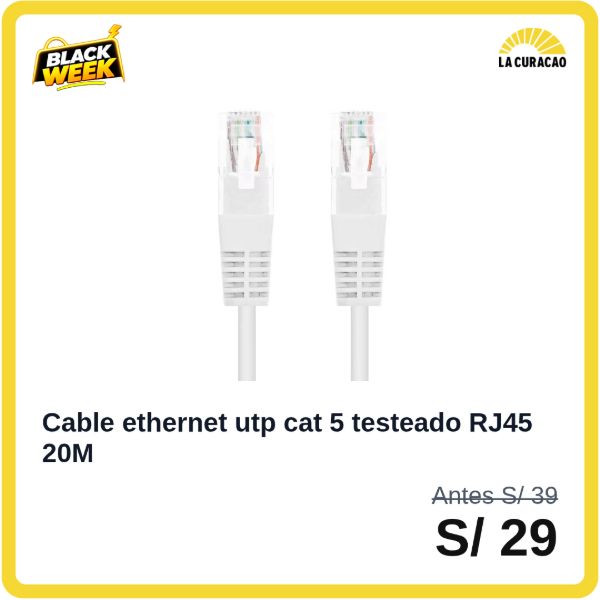 BLACK
WEEK
LA CURACAO
Cable ethernet utp cat 5 testeado RJ45
20M
Antes S/ 39
S/ 29